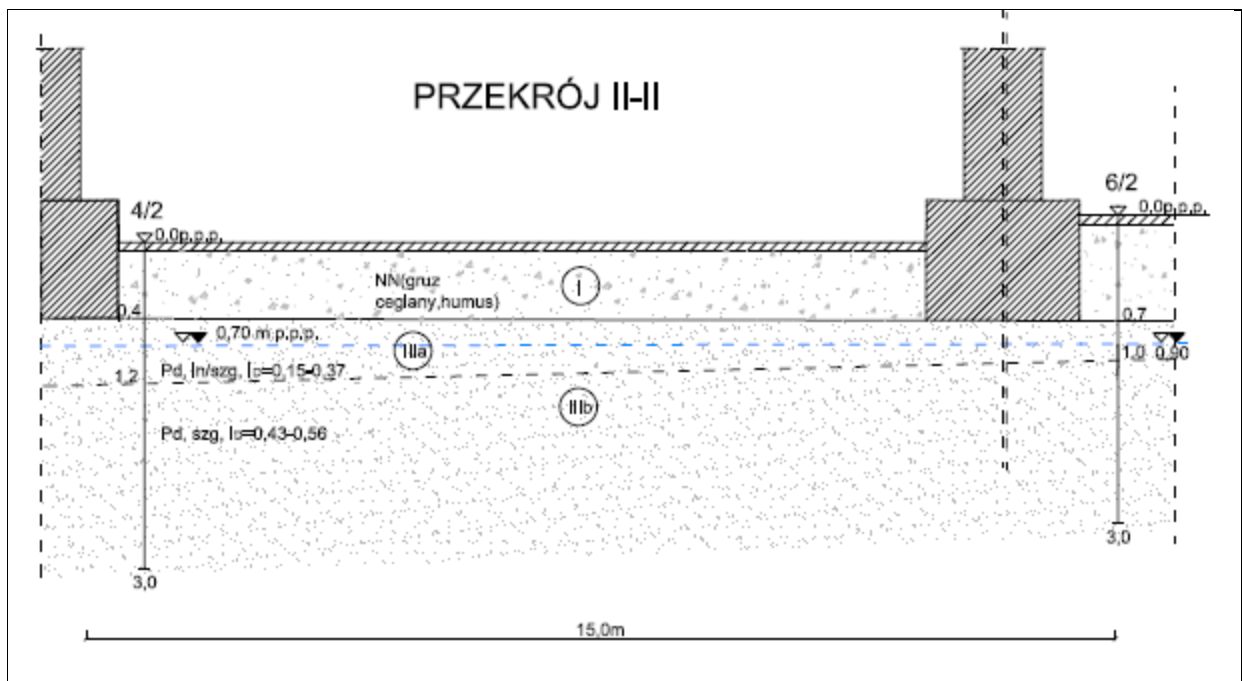 PRZEKRÓJ II-II
4/2
0,0p.p.p.
6/2
0,0p.p.p.
NN(gruz
ceglany,humus)
I
0,4
0,7
0,70 m p.p.p.
IIIa
1,0 0,90
1,2
Pd, ln/szg, ID=0,15-0,37
IIIb
Pd, szg, ID=0,43-0,56
3,0
3,0
15,0m